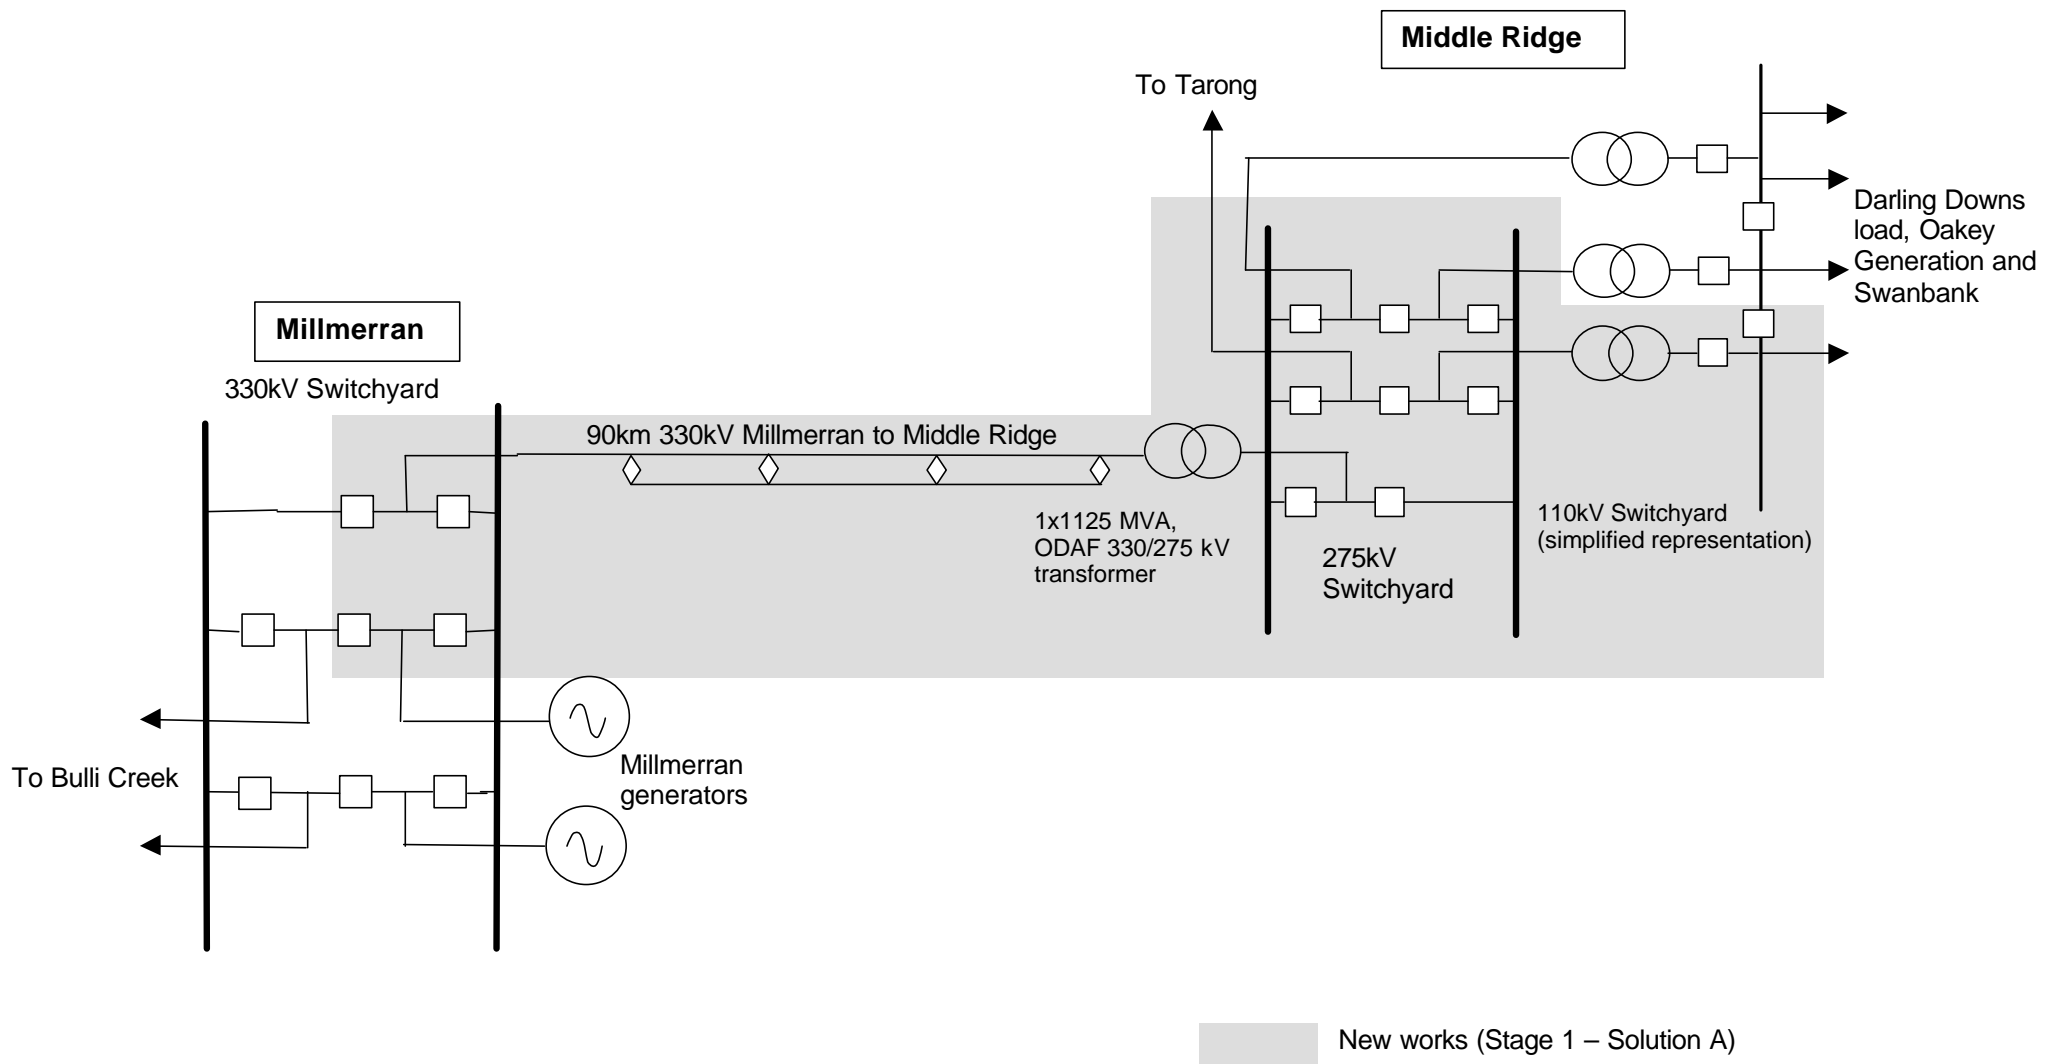 Middle Ridge
To Tarong
Darling Downs
load, Oakey
Generation and
Swanbank
Millmerran
330kV Switchyard
90km 330kV Millmerran to Middle Ridge
1x1125 MVA,
ODAF 330/275 kV
transformer
110kV Switchyard
(simplified representation)
275kV
Switchyard
To Bulli Creek
Millmerran
generators
New works (Stage 1 – Solution A)